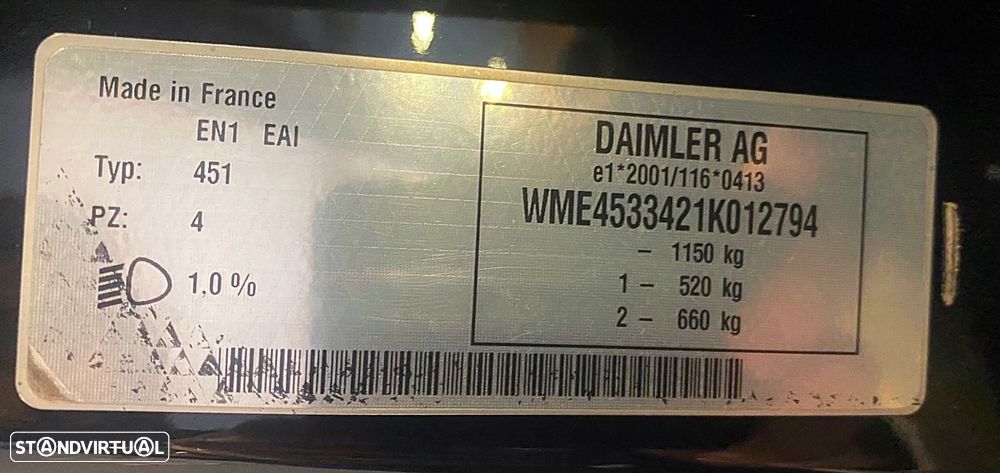 Made in France
EN1 EAI
Typ: 451
PZ: 4
1,0 %
DAIMLER AG
e1*2001/116*0413
WME4533421K012794
- 1150 kg
1 - 520 kg
2 - 660 kg
STANDVIRTUAL